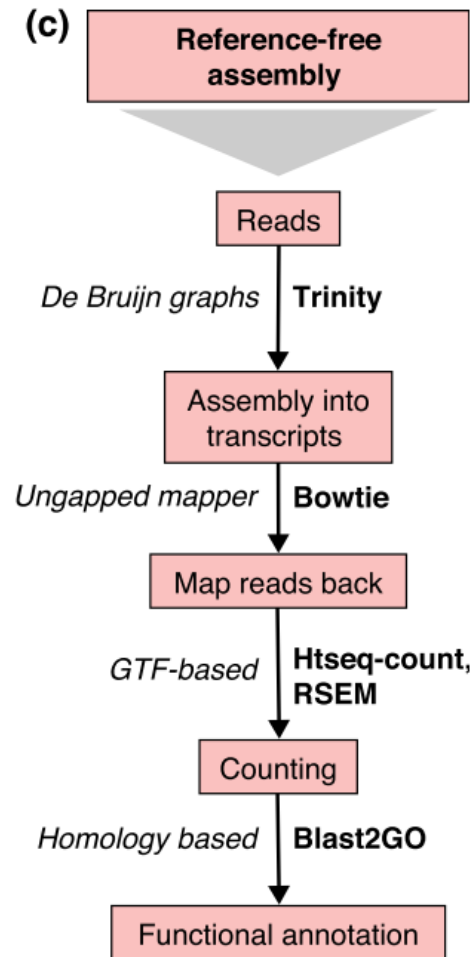 (c)
Reference-free
assembly
Reads
De Bruijn graphs Trinity
Assembly into
transcripts
Ungapped mapper Bowtie
Map reads back
GTF-based Htseq-count,
RSEM
Counting
Homology based Blast2GO
Functional annotation